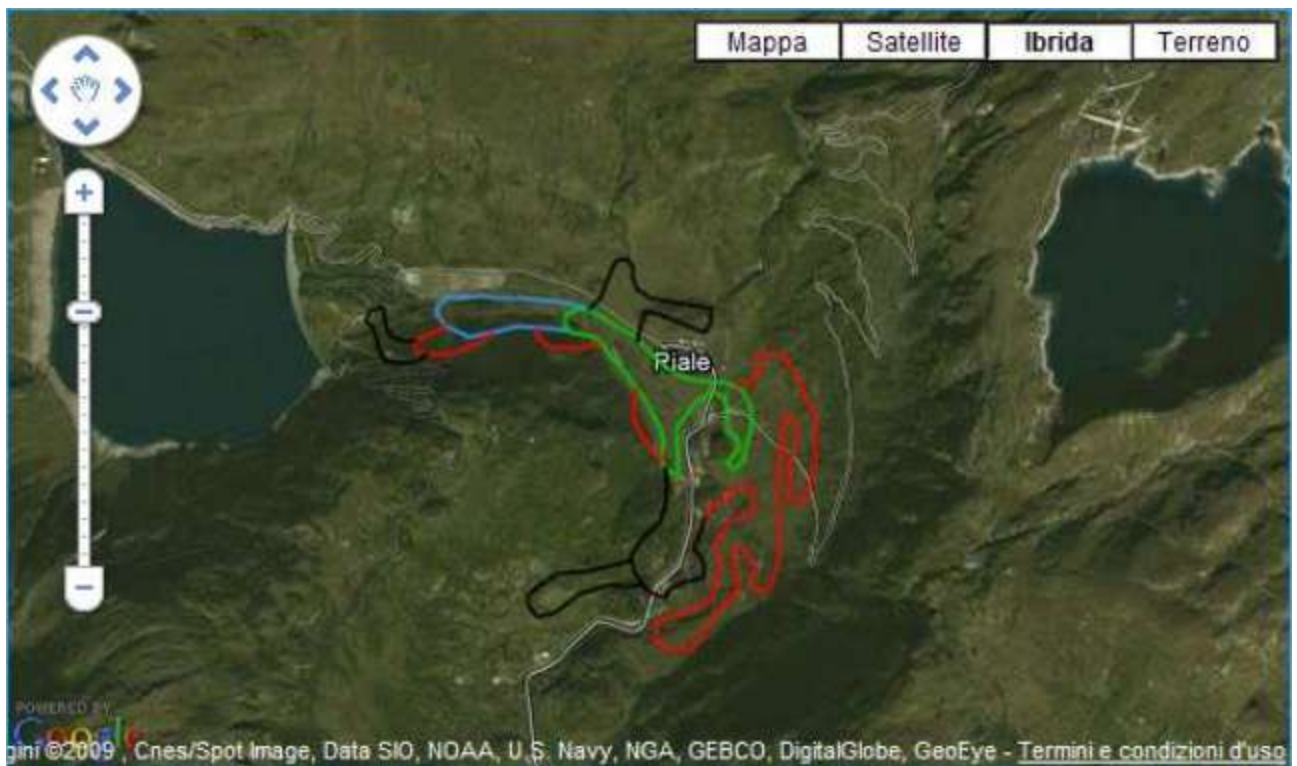 Mappa Satellite Ibrida Terreno
Riale
POWERED BY
Google
gini ©2009 , Cnes/Spot Image, Data SIO, NOAA, U.S. Navy, NGA, GEBCO, DigitalGlobe, GeoEye - Termini e condizioni d'uso